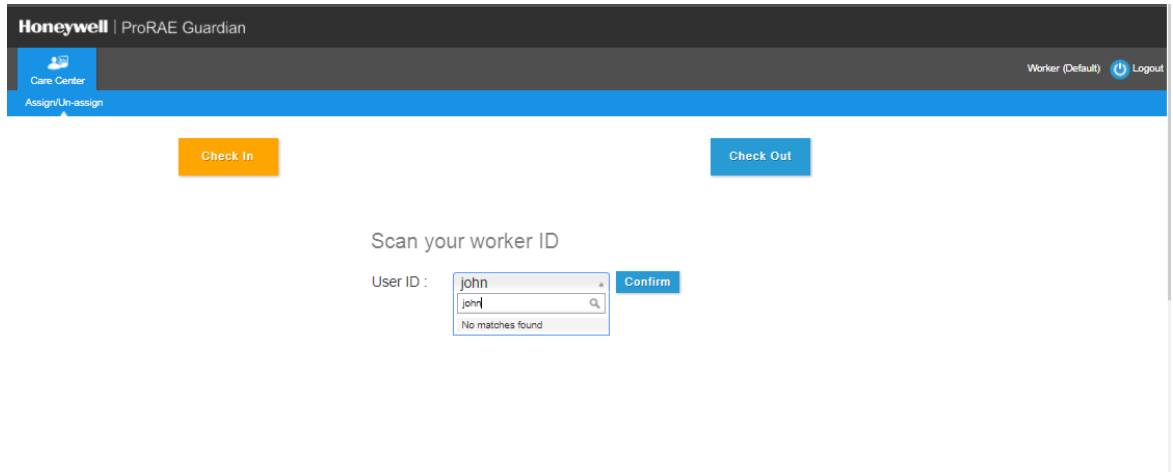 Honeywell | ProRAE Guardian
Care Center
Worker (Default) Logout
Assign/Un-assign
Check In
Check Out
Scan your worker ID
User ID : john Confirm
john
No matches found